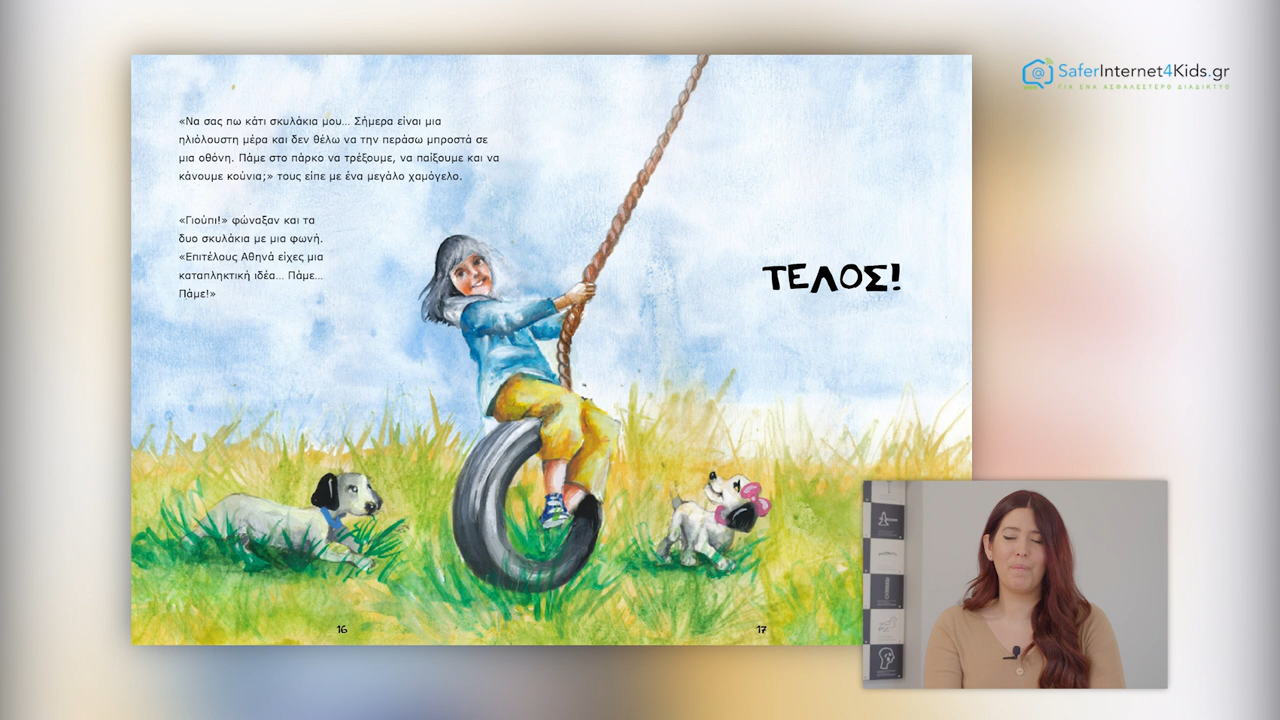 SaferInternet4Kids.gr
ΓΙΑ ΕΝΑ ΑΣΦΑΛΕΣΤΕΡΟ ΔΙΑΔΙΚΤΥΟ
«Να σας πω κάτι σκυλάκια μου... Σήμερα είναι μια
ηλιόλουστη μέρα και δεν θέλω να την περάσω μπροστά σε
μια οθόνη. Πάμε στο πάρκο να τρέξουμε, να παίξουμε και να
κάνουμε κούνια;» τους είπε με ένα μεγάλο χαμόγελο.
«Γιούπι!» φώναξαν και τα
δυο σκυλάκια με μια φωνή.
«Επιτέλους Αθηνά είχες μια
καταπληκτική ιδέα... Πάμε...
Πάμε!»
ΤΕΛΟΣ!
16
17